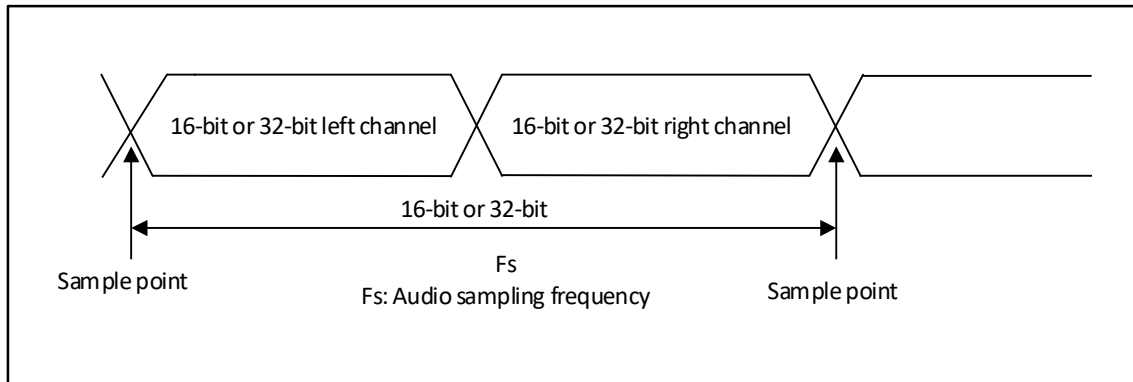 16-bit or 32-bit left channel
16-bit or 32-bit right channel
16-bit or 32-bit
Sample point
Fs
Fs: Audio sampling frequency
Sample point